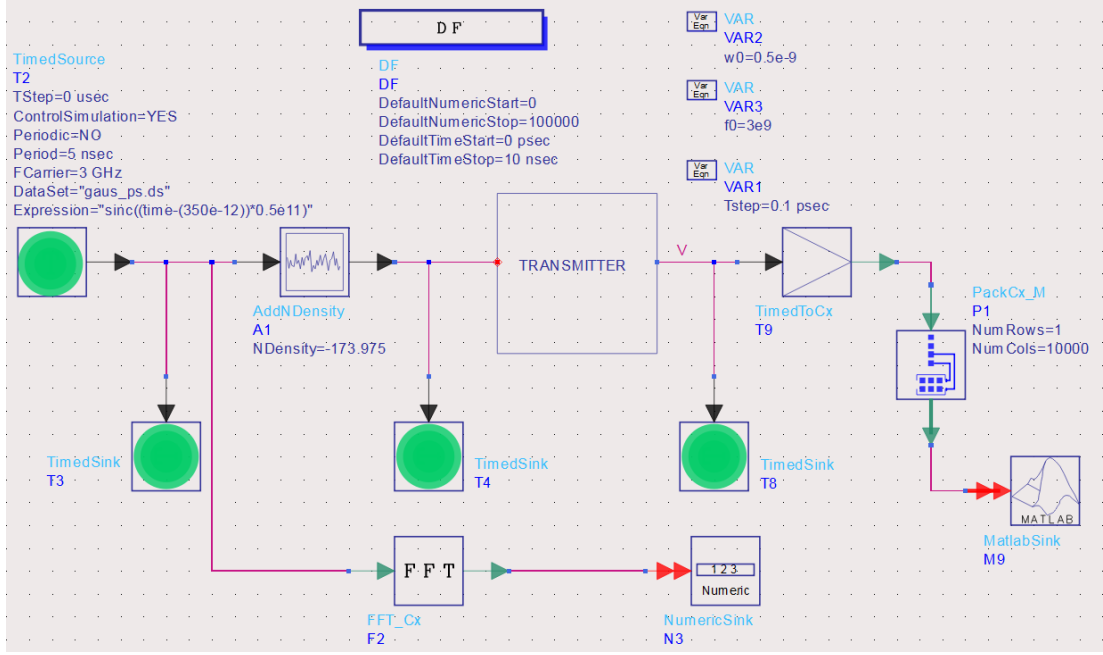 D F
DF
DF
DefaultNumericStart=0
DefaultNumericStop=100000
DefaultTimeStart=0 psec
DefaultTimeStop=10 nsec
Var
Eqn
VAR
VAR2
w0=0.5e-9
Var
Eqn
VAR
VAR3
f0=3e9
Var
Eqn
VAR
VAR1
Tstep=0.1 psec
TimedSource
T2
TStep=0 usec
ControlSimulation=YES
Periodic=NO
Period=5 nsec
FCarrier=3 GHz
DataSet="gaus_ps.ds"
Expression="sinc((time-(350e-12))*0.5e11)"
AddNDensity
A1
NDensity=-173.975
TRANSMITTER
V
TimedToCx
T9
PackCx_M
P1
NumRows=1
NumCols=10000
TimedSink
T3
TimedSink
T4
TimedSink
T8
MATLAB
MatlabSink
M9
F F T
FFT_Cx
F2
1 2 3
Numeric
NumericSink
N3